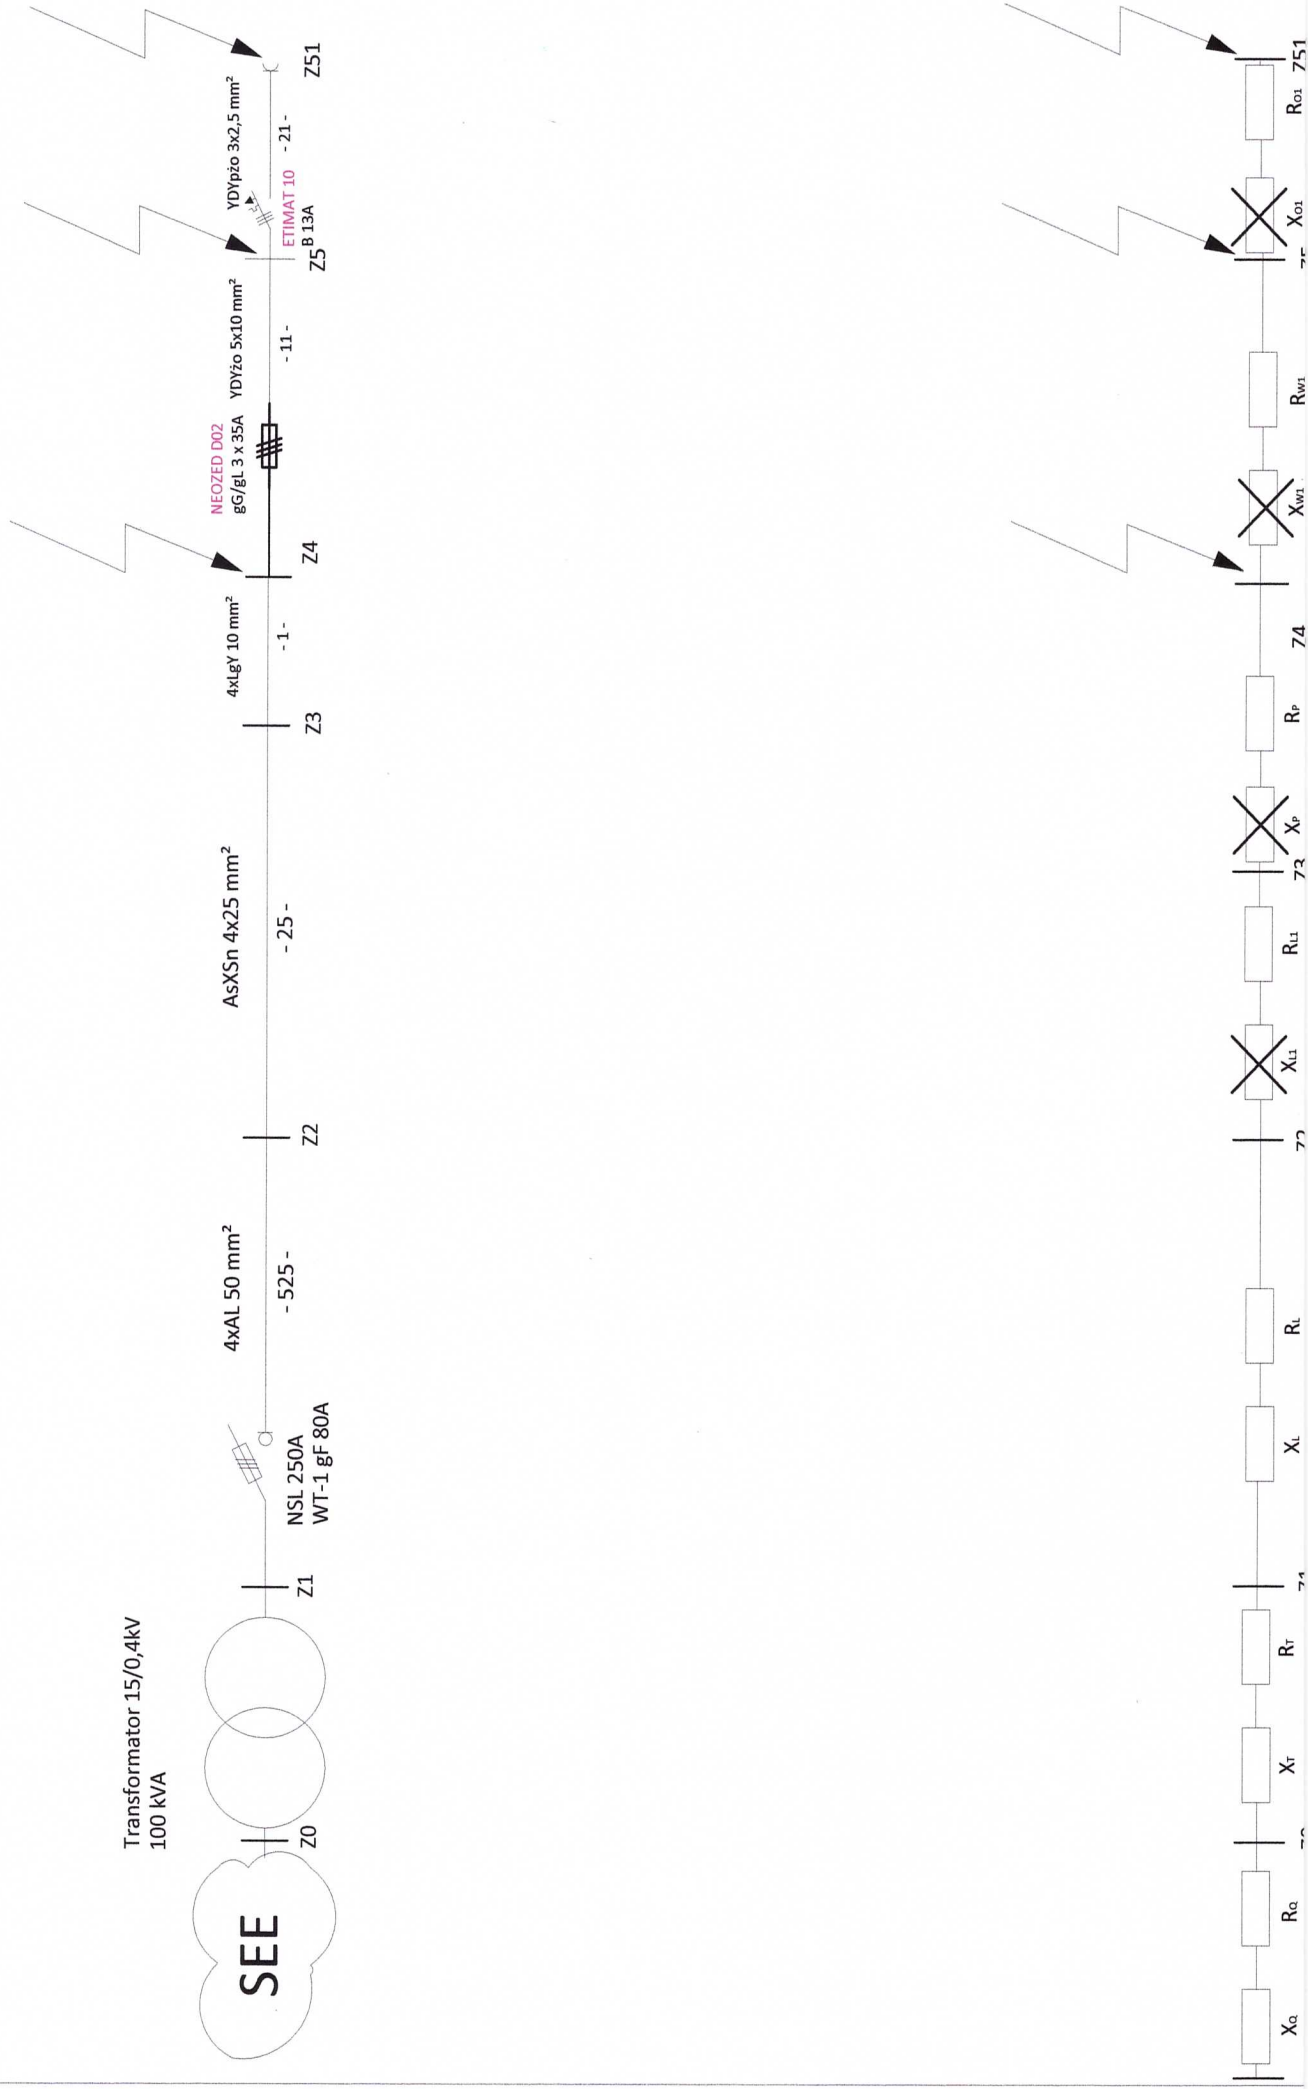 Transformator 15/0,4kV
100 kVA
SEE
Z0
Z1
NSL 250A
WT-1 gF 80A
4xAL 50 mm²
- 525 -
Z2
AsXSn 4x25 mm²
- 25 -
Z3
4xLgY 10 mm²
- 1 -
Z4
NEOZED D02
gG/gL 3 x 35A
YDYżo 5x10 mm²
- 11 -
Z5
ETIMAT 10
B 13A
YDYpżo 3x2,5 mm²
- 21 -
Z51
XQ
RQ
XT
RT
XL
RL
XL1
RL1
XP
RP
Z4
XW1
RW1
XO1
RO1
Z51